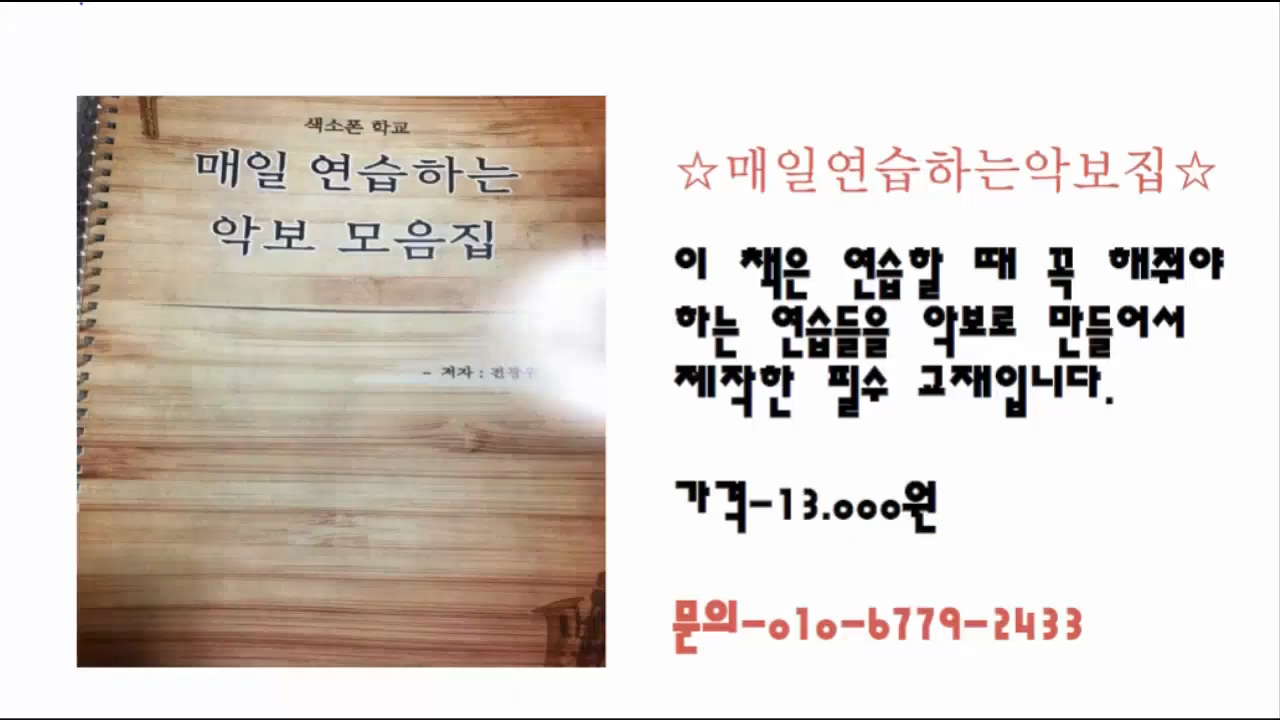 색소폰 학교
매일 연습하는
악보 모음집
- 저자 :
☆매일연습하는악보집☆
이 책은 연습할 때 꼭 해줘야
하는 연습들을 악보로 만들어서
제작한 필수 교재입니다.
가격-13.000원
문의-010-6779-2433